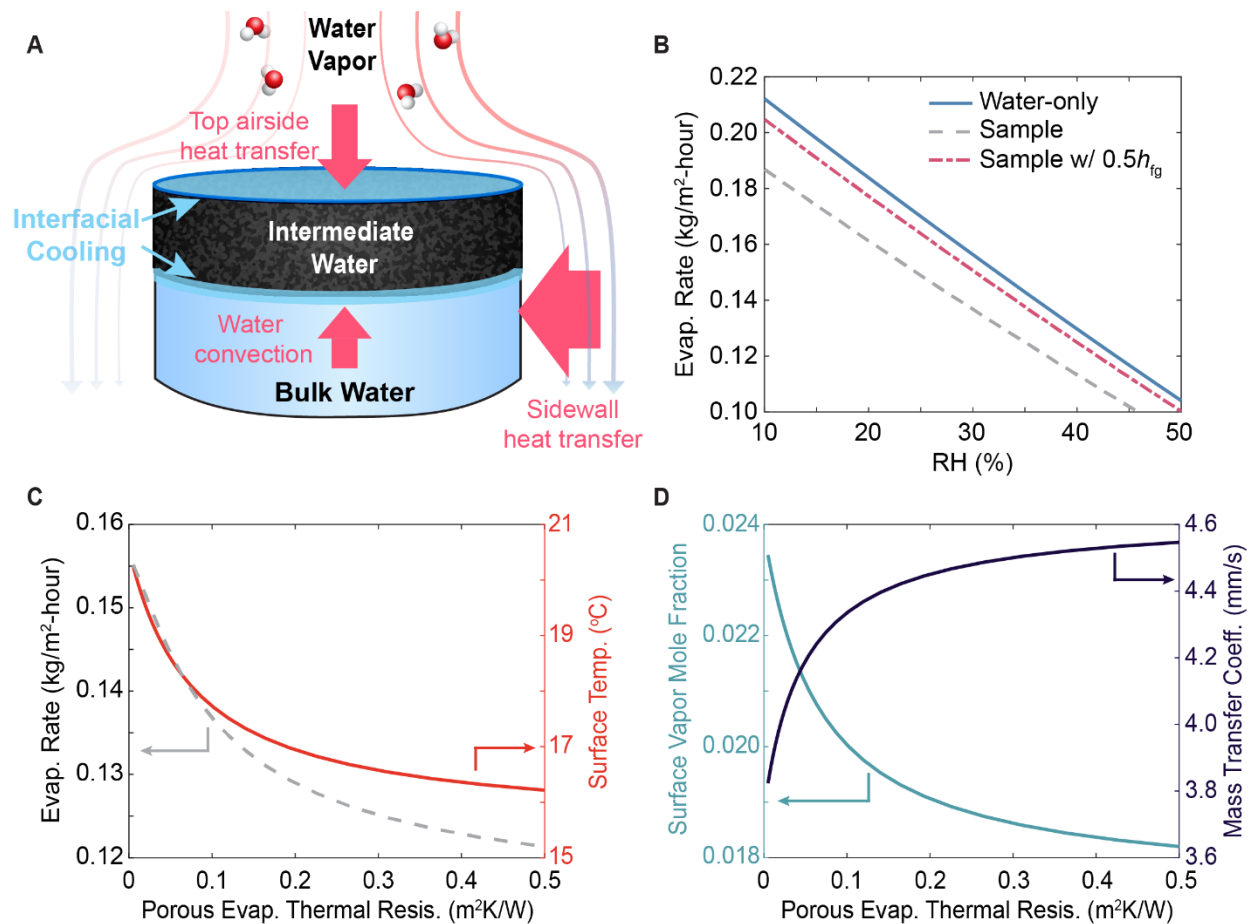 A
Water
Vapor
Top airside
heat transfer
Interfacial
Cooling
Intermediate
Water
Water
convection
Bulk Water
Sidewall
heat transfer
B
Evap. Rate (kg/m²-hour)
0.22
0.20
0.18
0.16
0.14
0.12
0.10
Water-only
Sample
Sample w/ 0.5h_fg
10
20
30
40
50
RH (%)
C
Evap. Rate (kg/m²-hour)
0.16
0.15
0.14
0.13
0.12
21
19
17
15
Surface Temp. (°C)
0
0.1
0.2
0.3
0.4
0.5
Porous Evap. Thermal Resis. (m²K/W)
D
Surface Vapor Mole Fraction
0.024
0.022
0.020
0.018
4.6
4.4
4.2
4.0
3.8
3.6
Mass Transfer Coeff. (mm/s)
0
0.1
0.2
0.3
0.4
0.5
Porous Evap. Thermal Resis. (m²K/W)